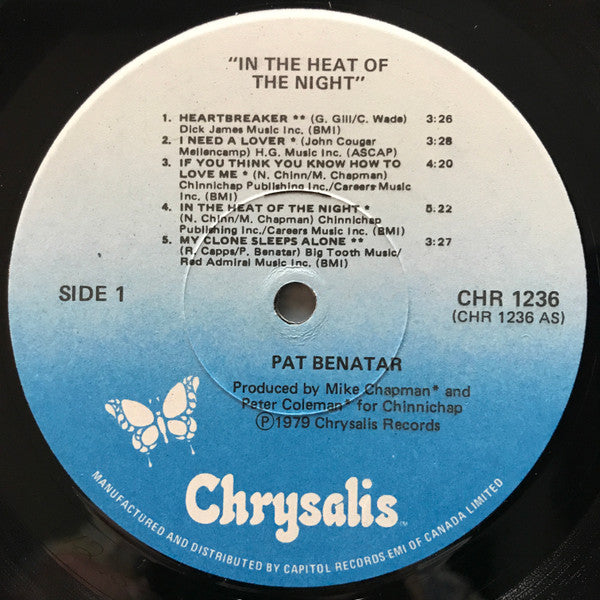 "IN THE HEAT OF
THE NIGHT"
1. HEARTBREAKER ** (G. Gill/C. Wade) 3:26
Dick James Music Inc. (BMI)
2. I NEED A LOVER * (John Cougar 3:28
Mellencamp) H.G. Music Inc. (ASCAP)
3. IF YOU THINK YOU KNOW HOW TO 4:20
LOVE ME * (N. Chinn/M. Chapman)
Chinnichap Publishing Inc./Careers Music
Inc. (BMI)
4. IN THE HEAT OF THE NIGHT * 5.22
(N. Chinn/M. Chapman) Chinnichap
Publishing Inc./Careers Music Inc. (BMI)
5. MY CLONE SLEEPS ALONE ** 3:27
(R. Capps/P. Benatar) Big Tooth Music/
Red Admiral Music Inc. (BMI)
SIDE 1
CHR 1236
(CHR 1236 AS)
PAT BENATAR
Produced by Mike Chapman* and
Peter Coleman* for Chinnichap
Ⓟ 1979 Chrysalis Records
Chrysalis™
MANUFACTURED AND DISTRIBUTED BY CAPITOL RECORDS-EMI OF CANADA LIMITED